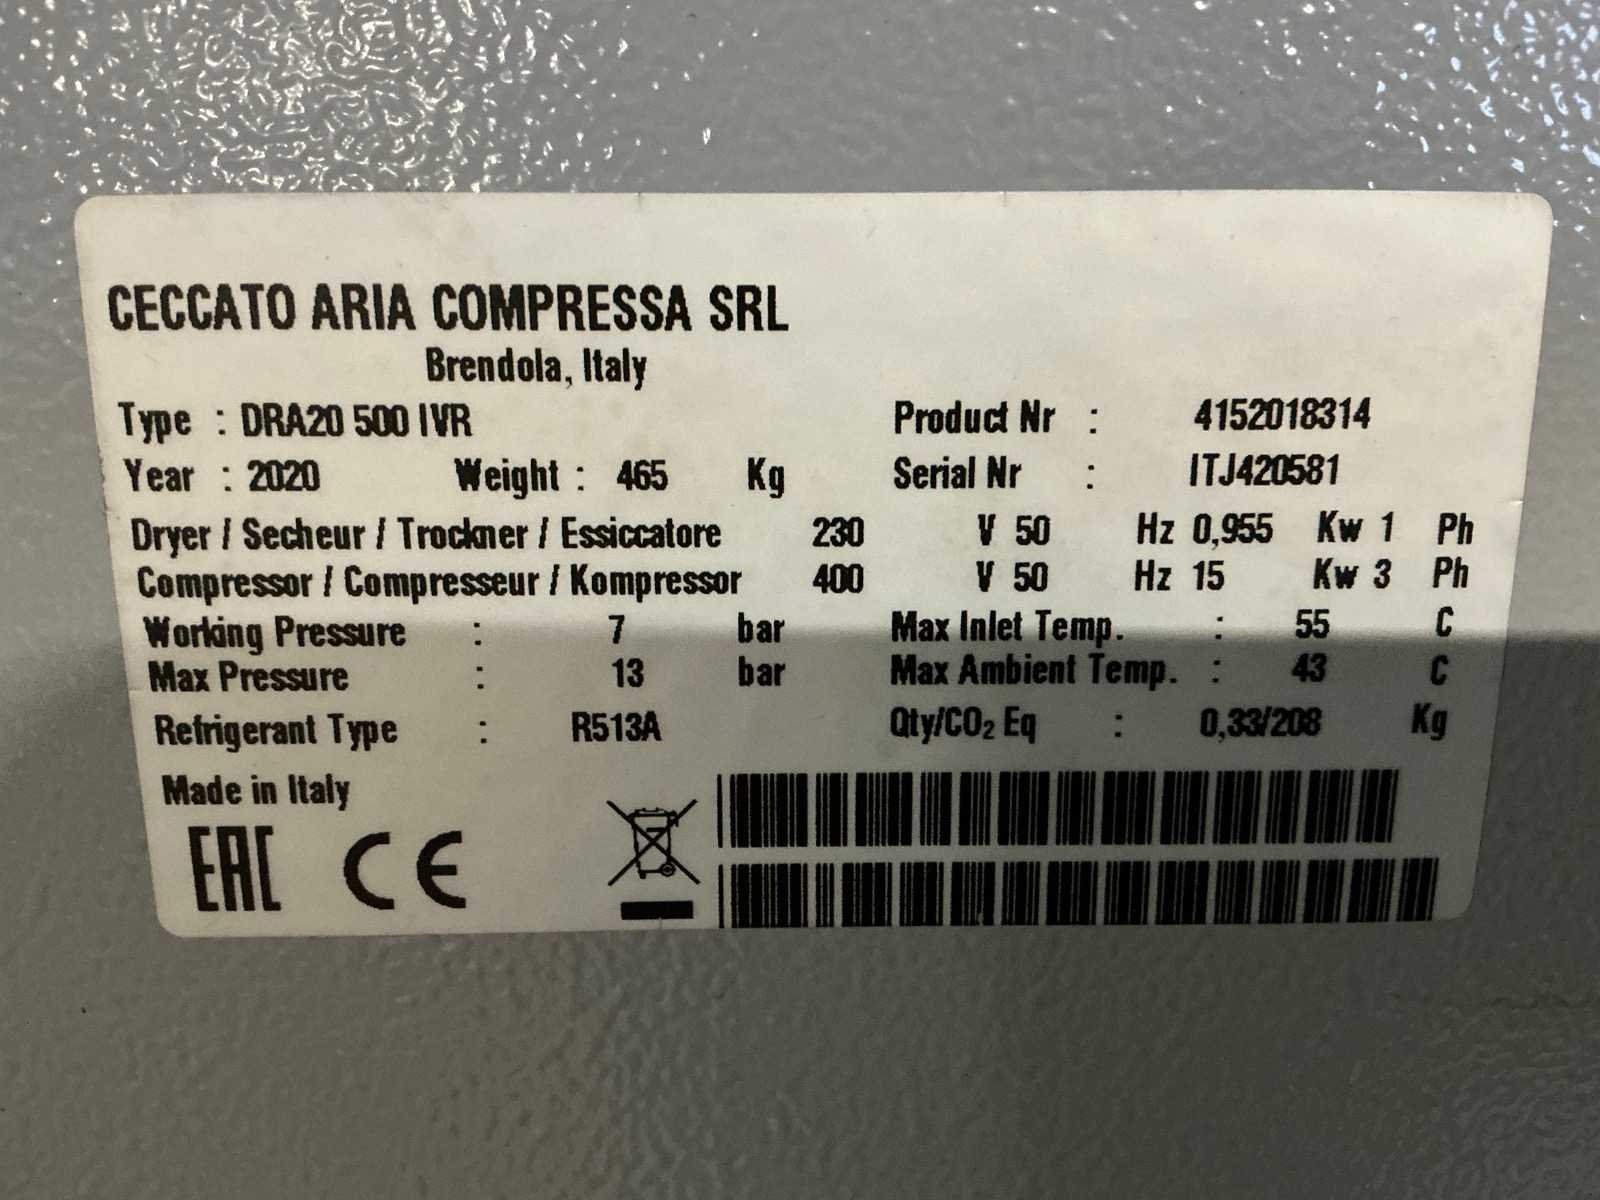 CECCATO ARIA COMPRESSA SRL
Brendola, Italy
Type : DRA20 500 IVR Product Nr : 4152018314
Year : 2020 Weight : 465 Kg Serial Nr : ITJ420581
Dryer / Secheur / Trockner / Essiccatore 230 V 50 Hz 0,955 Kw 1 Ph
Compressor / Compresseur / Kompressor 400 V 50 Hz 15 Kw 3 Ph
Working Pressure : 7 bar Max Inlet Temp. : 55 C
Max Pressure : 13 bar Max Ambient Temp. : 43 C
Refrigerant Type : R513A Qty/CO₂ Eq : 0,33/208 Kg
Made in Italy
EAC CE